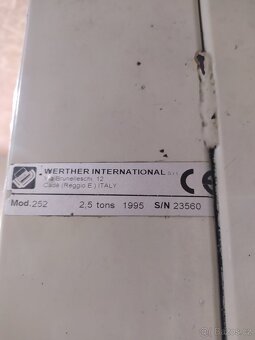 WERTHER INTERNATIONAL S.r.l.
Via Brunelleschi, 12
Cadè (Reggio E.) ITALY
CE
Mod.252 2,5 tons 1995 S/N 23560